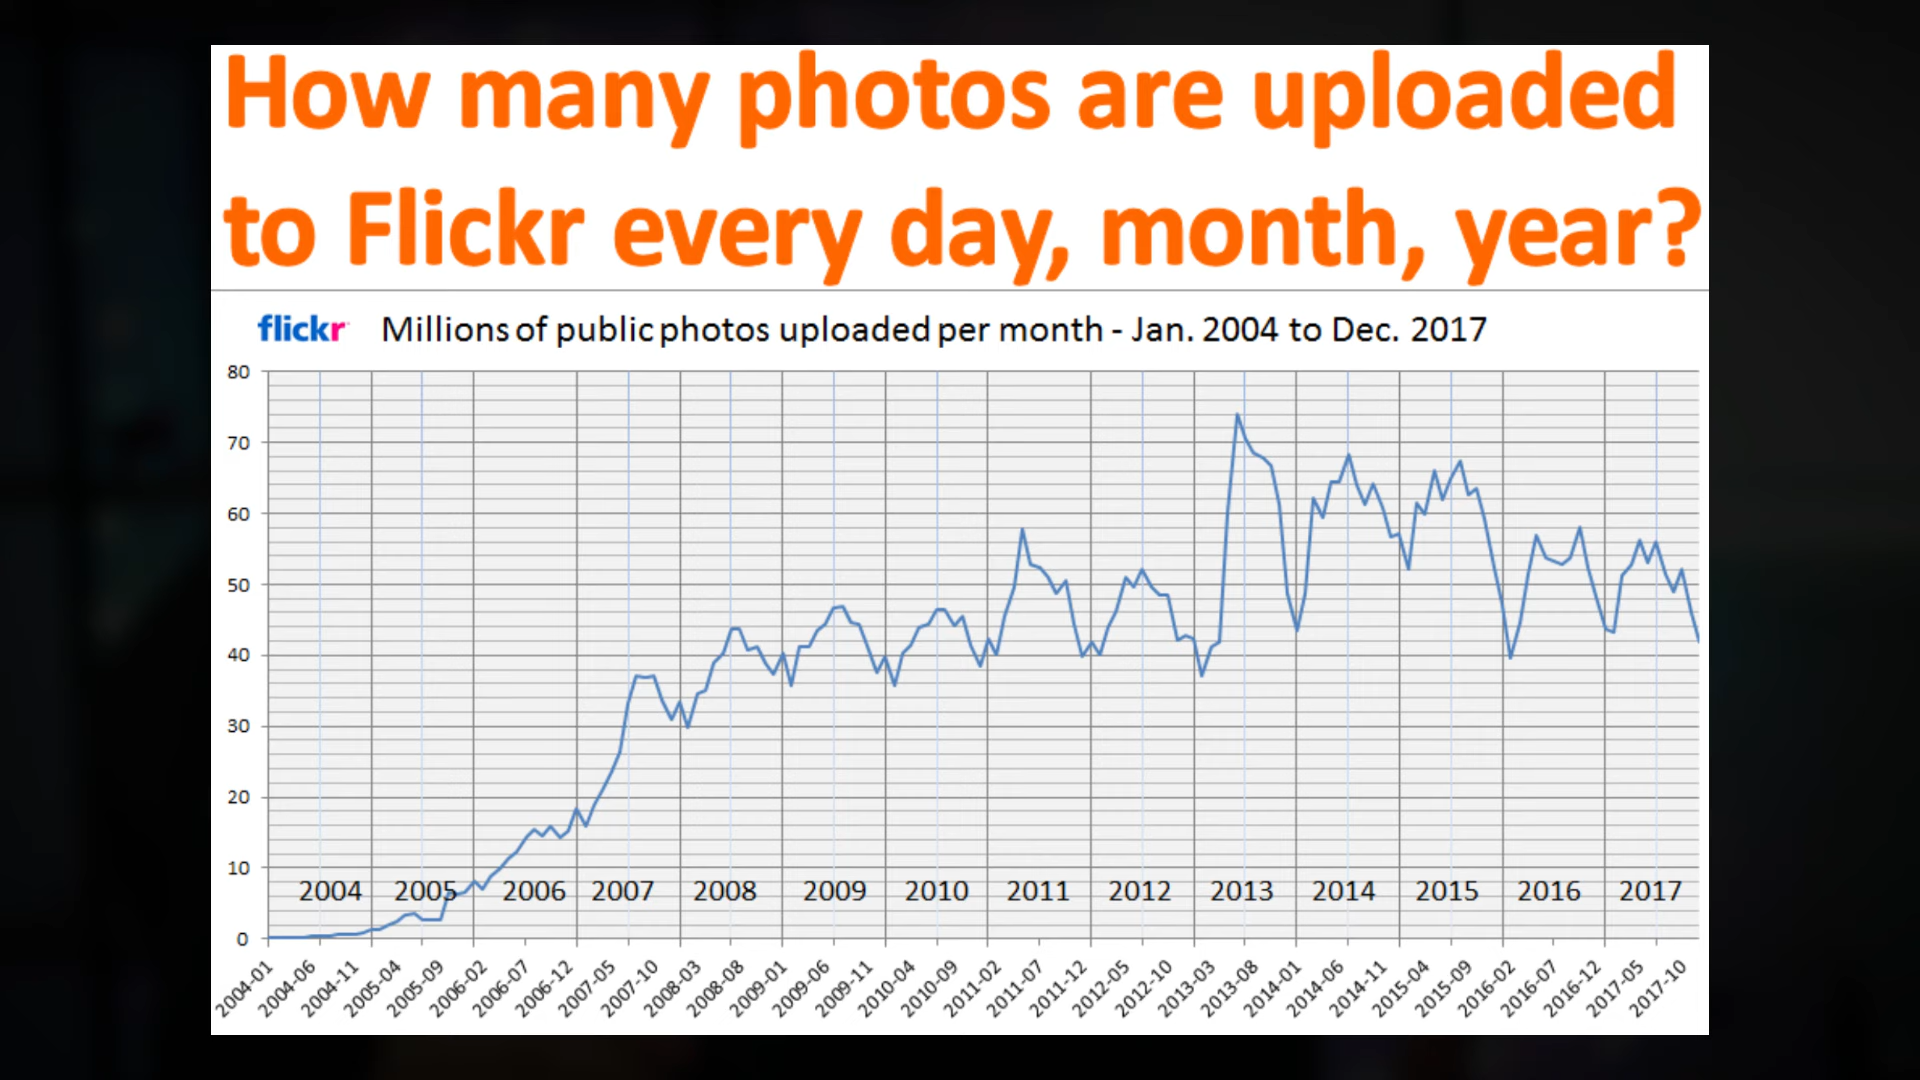 How many photos are uploaded
to Flickr every day, month, year?
flickr Millions of public photos uploaded per month - Jan. 2004 to Dec. 2017
80
70
60
50
40
30
20
10
0
2004 2005 2006 2007 2008 2009 2010 2011 2012 2013 2014 2015 2016 2017
2004-01 2004-06 2004-11 2005-04 2005-09 2006-02 2006-07 2006-12 2007-05 2007-10 2008-03 2008-08 2009-01 2009-06 2009-11 2010-04 2010-09 2011-02 2011-07 2011-12 2012-05 2012-10 2013-03 2013-08 2014-01 2014-06 2014-11 2015-04 2015-09 2016-02 2016-07 2016-12 2017-05 2017-10